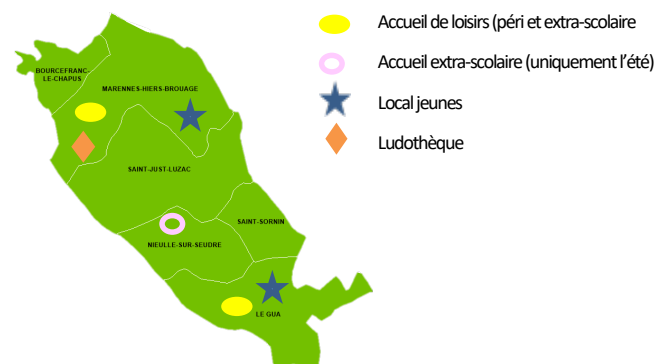 Accueil de loisirs (péri et extra-scolaire
Accueil extra-scolaire (uniquement l’été)
Local jeunes
Ludothèque
BOURCEFRANC-
LE-CHAPUS
MARENNES-HIERS-BROUAGE
SAINT-JUST-LUZAC
SAINT-SORNIN
NIEULLE-SUR-SEUDRE
LE GUA